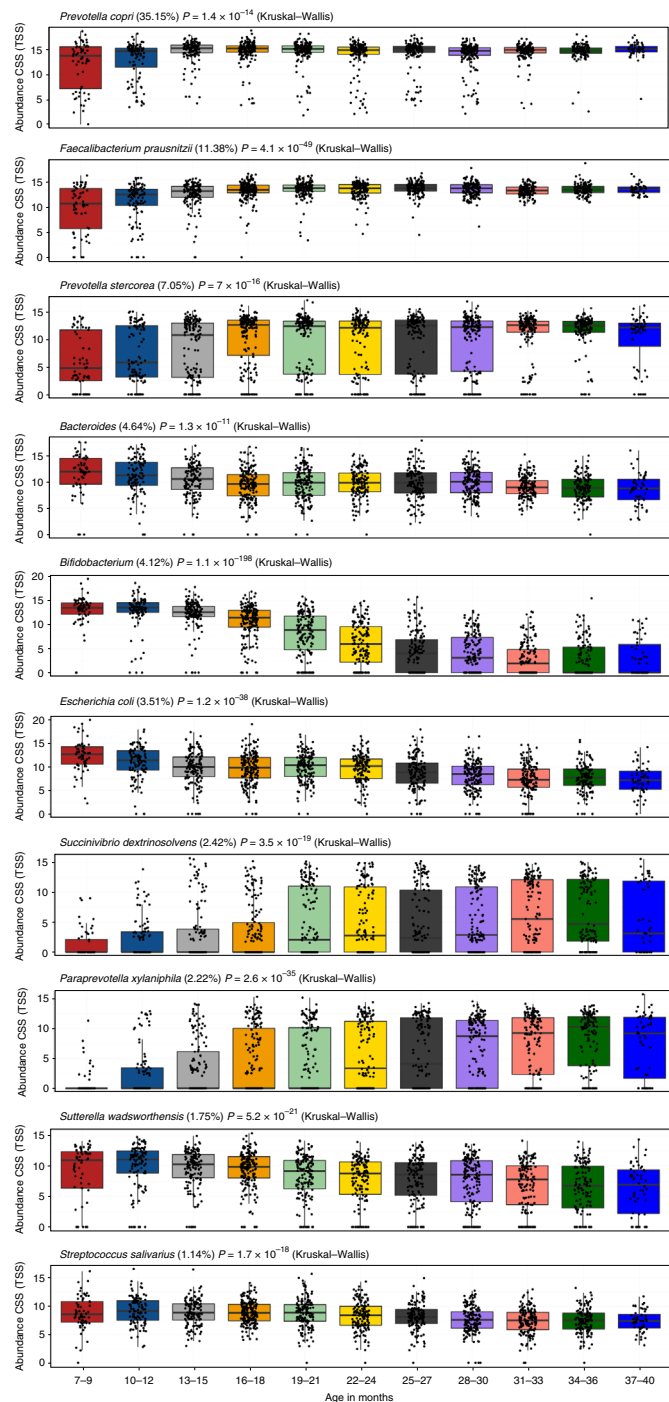 Prevotella copri (35.15%) P = 1.4 × 10⁻¹⁴ (Kruskal–Wallis)
Abundance CSS (TSS)
15
10
5
0
Faecalibacterium prausnitzii (11.38%) P = 4.1 × 10⁻⁴⁹ (Kruskal–Wallis)
Abundance CSS (TSS)
15
10
5
0
Prevotella stercorea (7.05%) P = 7 × 10⁻¹⁶ (Kruskal–Wallis)
Abundance CSS (TSS)
15
10
5
0
Bacteroides (4.64%) P = 1.3 × 10⁻¹¹ (Kruskal–Wallis)
Abundance CSS (TSS)
15
10
5
0
Bifidobacterium (4.12%) P = 1.1 × 10⁻¹⁹⁸ (Kruskal–Wallis)
Abundance CSS (TSS)
20
15
10
5
0
Escherichia coli (3.51%) P = 1.2 × 10⁻³⁸ (Kruskal–Wallis)
Abundance CSS (TSS)
20
15
10
5
0
Succinivibrio dextrinosolvens (2.42%) P = 3.5 × 10⁻¹⁹ (Kruskal–Wallis)
Abundance CSS (TSS)
15
10
5
0
Paraprevotella xylaniphila (2.22%) P = 2.6 × 10⁻³⁵ (Kruskal–Wallis)
Abundance CSS (TSS)
15
10
5
0
Sutterella wadsworthensis (1.75%) P = 5.2 × 10⁻²¹ (Kruskal–Wallis)
Abundance CSS (TSS)
15
10
5
0
Streptococcus salivarius (1.14%) P = 1.7 × 10⁻¹⁸ (Kruskal–Wallis)
Abundance CSS (TSS)
15
10
5
0
7–9 10–12 13–15 16–18 19–21 22–24 25–27 28–30 31–33 34–36 37–40
Age in months